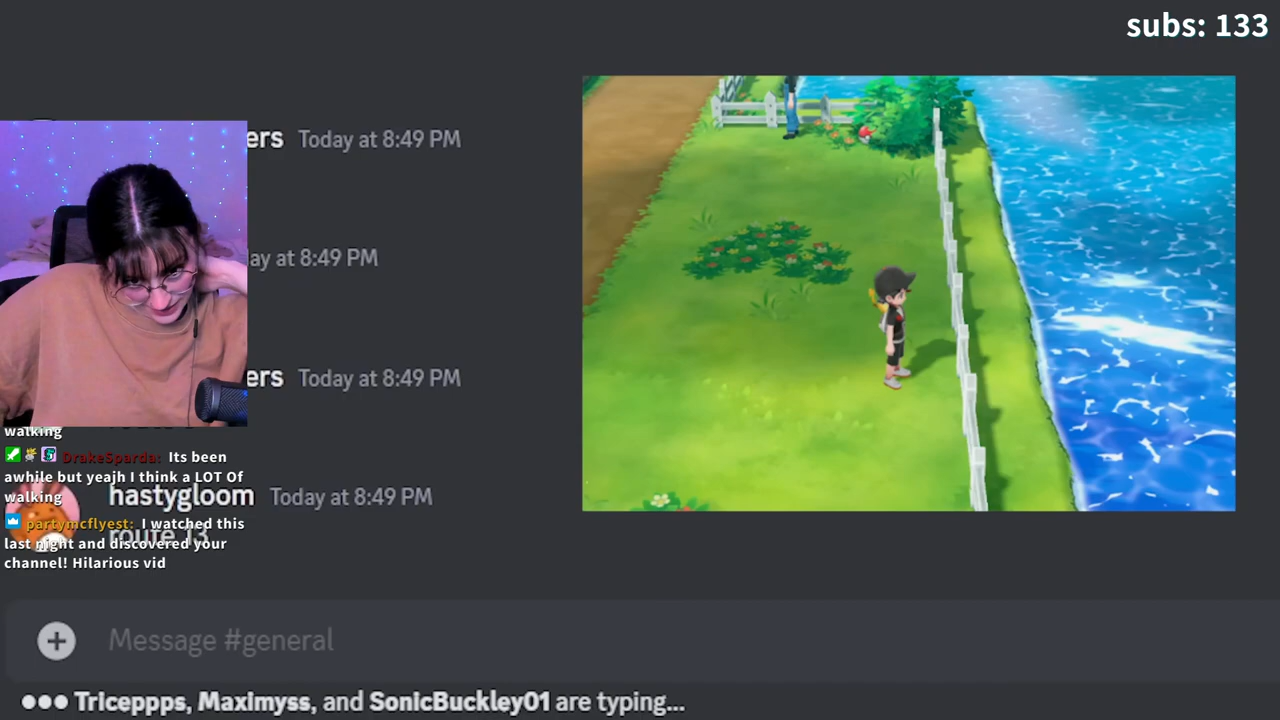 subs: 133
ers Today at 8:49 PM
ay at 8:49 PM
ers Today at 8:49 PM
walking
DrakeSparda: Its been
awhile but yeajh I think a LOT Of
walking
hastygloom Today at 8:49 PM
route 13
partymcflyest: I watched this
last night and discovered your
channel! Hilarious vid
Message #general
Triceppps, Maximyss, and SonicBuckley01 are typing...